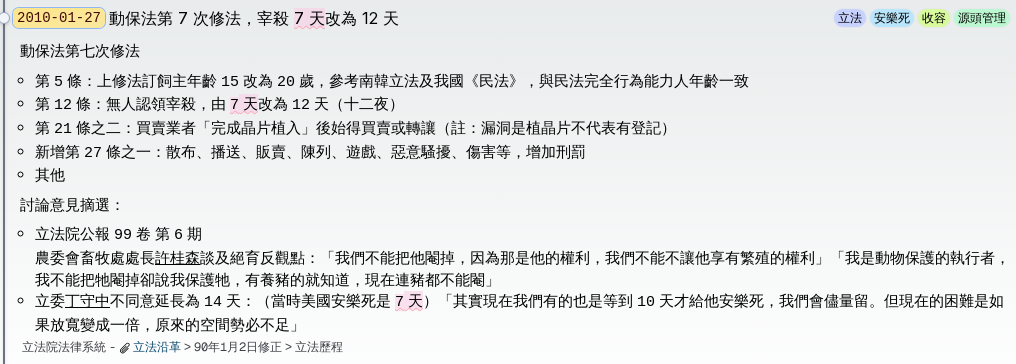 2010-01-27 動保法第 7 次修法，宰殺 7 天改為 12 天 立法 安樂死 收容 源頭管理
動保法第七次修法
第 5 條：上修法訂飼主年齡 15 改為 20 歲，參考南韓立法及我國《民法》，與民法完全行為能力人年齡一致
第 12 條：無人認領宰殺，由 7 天改為 12 天（十二夜）
第 21 條之二：買賣業者「完成晶片植入」後始得買賣或轉讓（註：漏洞是植晶片不代表有登記）
新增第 27 條之一：散布、播送、販賣、陳列、遊戲、惡意騷擾、傷害等，增加刑罰
其他
討論意見摘選：
立法院公報 99 卷 第 6 期
農委會畜牧處處長許桂森談及絕育反觀點：「我們不能把他閹掉，因為那是他的權利，我們不能不讓他享有繁殖的權利」「我是動物保護的執行者，
我不能把牠閹掉卻說我保護牠，有養豬的就知道，現在連豬都不能閹」
立委丁守中不同意延長為 14 天：（當時美國安樂死是 7 天）「其實現在我們有的也是等到 10 天才給他安樂死，我們會儘量留。但現在的困難是如
果放寬變成一倍，原來的空間勢必不足」
立法院法律系統 - 立法沿革 > 90年1月2日修正 > 立法歷程